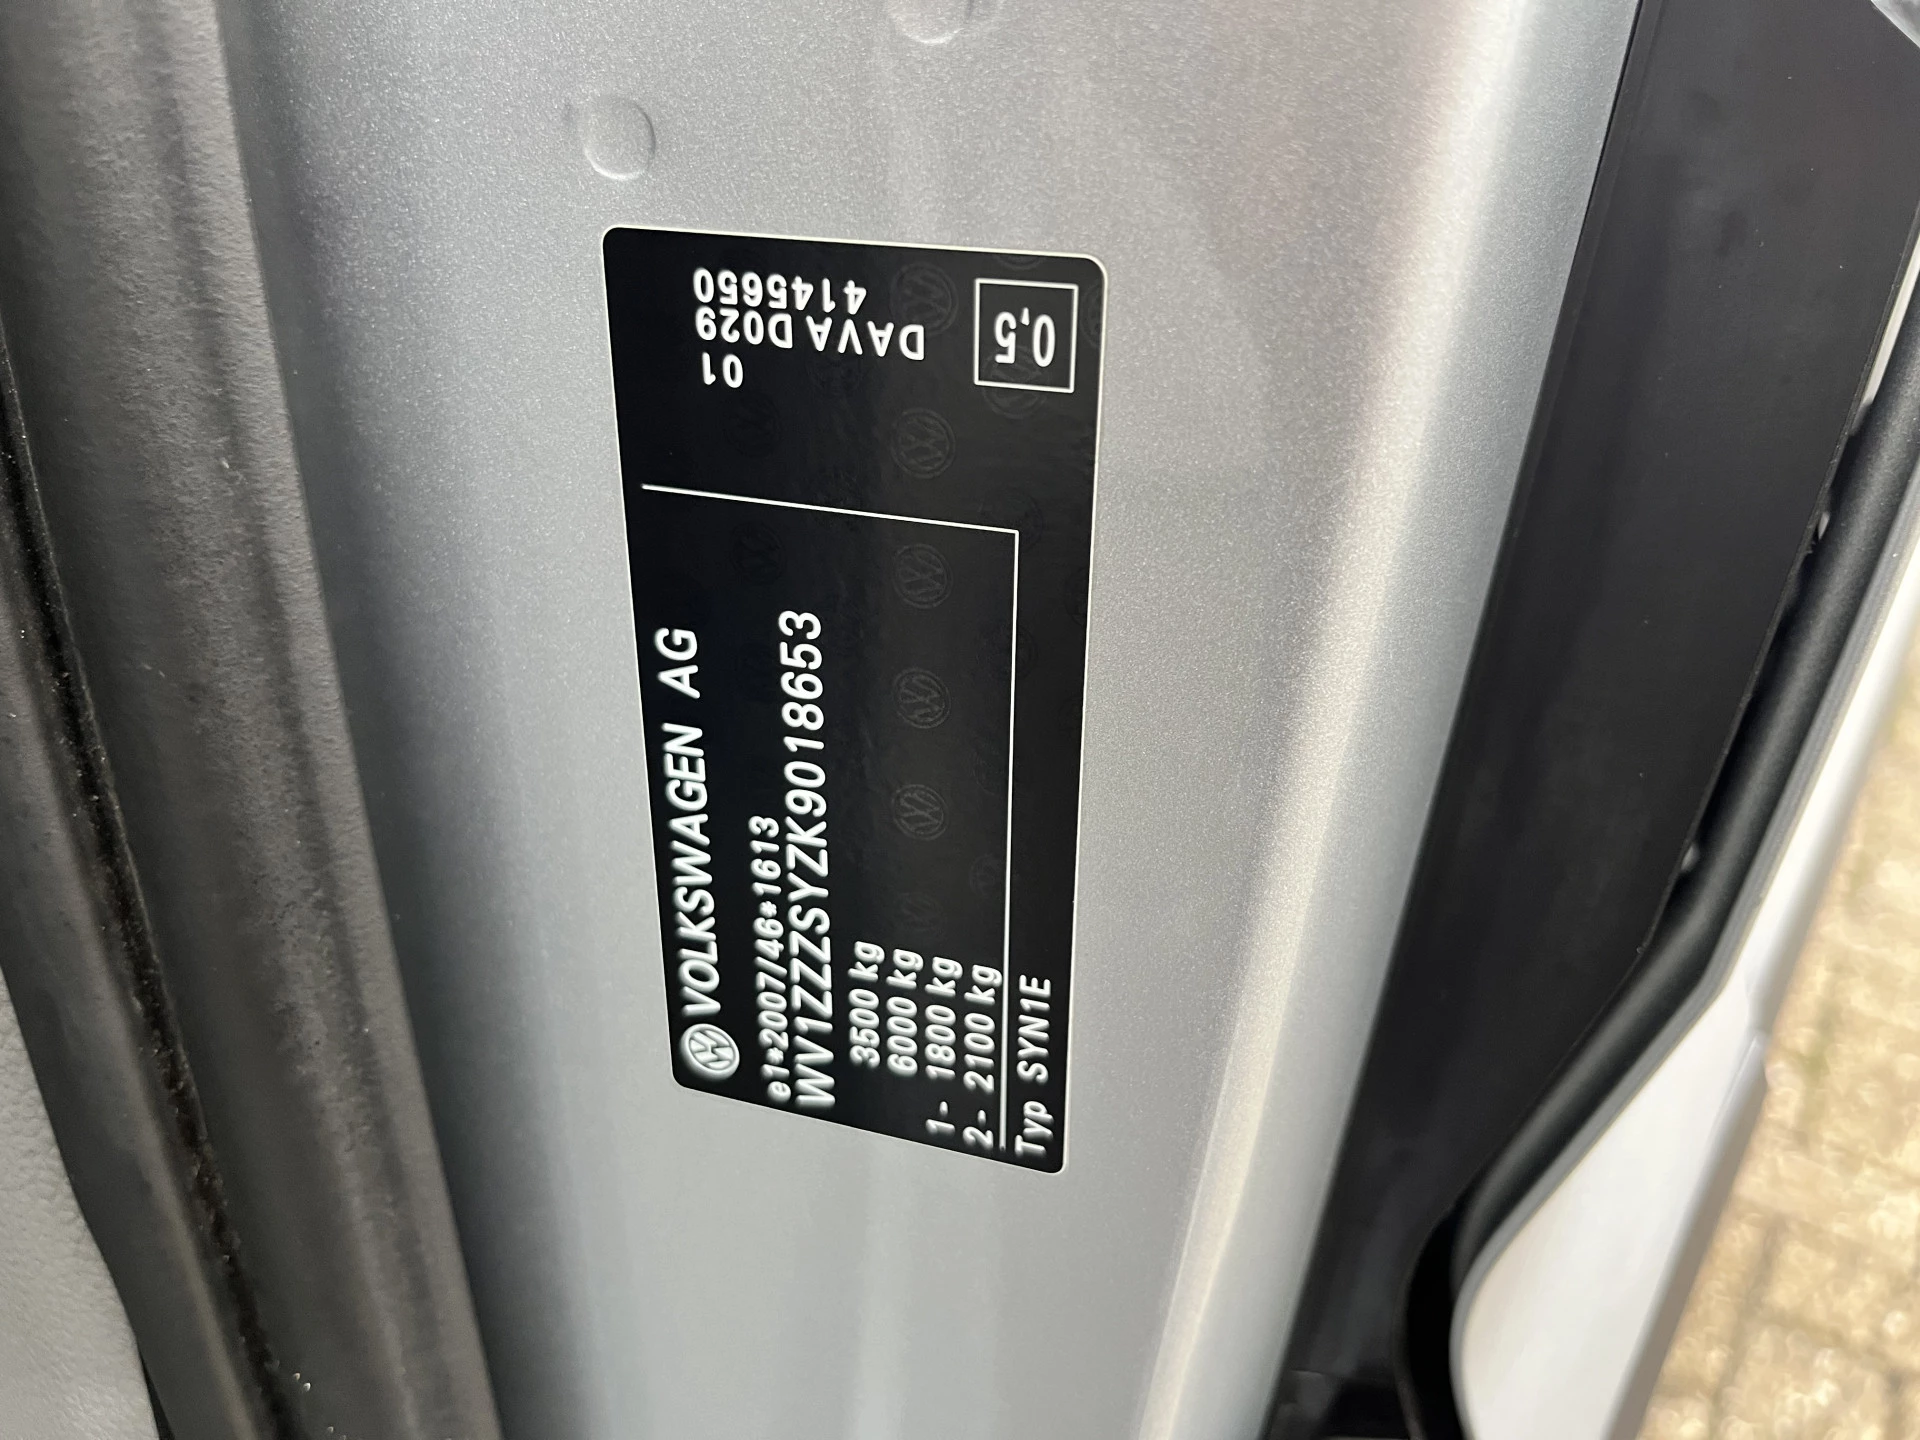 VOLKSWAGEN AG
e1*2007/46*1613
WV1ZZZSYZK9018653
3500 kg
6000 kg
1- 1800 kg
2- 2100 kg
Typ SYN1E
0,5
01
DAVA D029
4145650